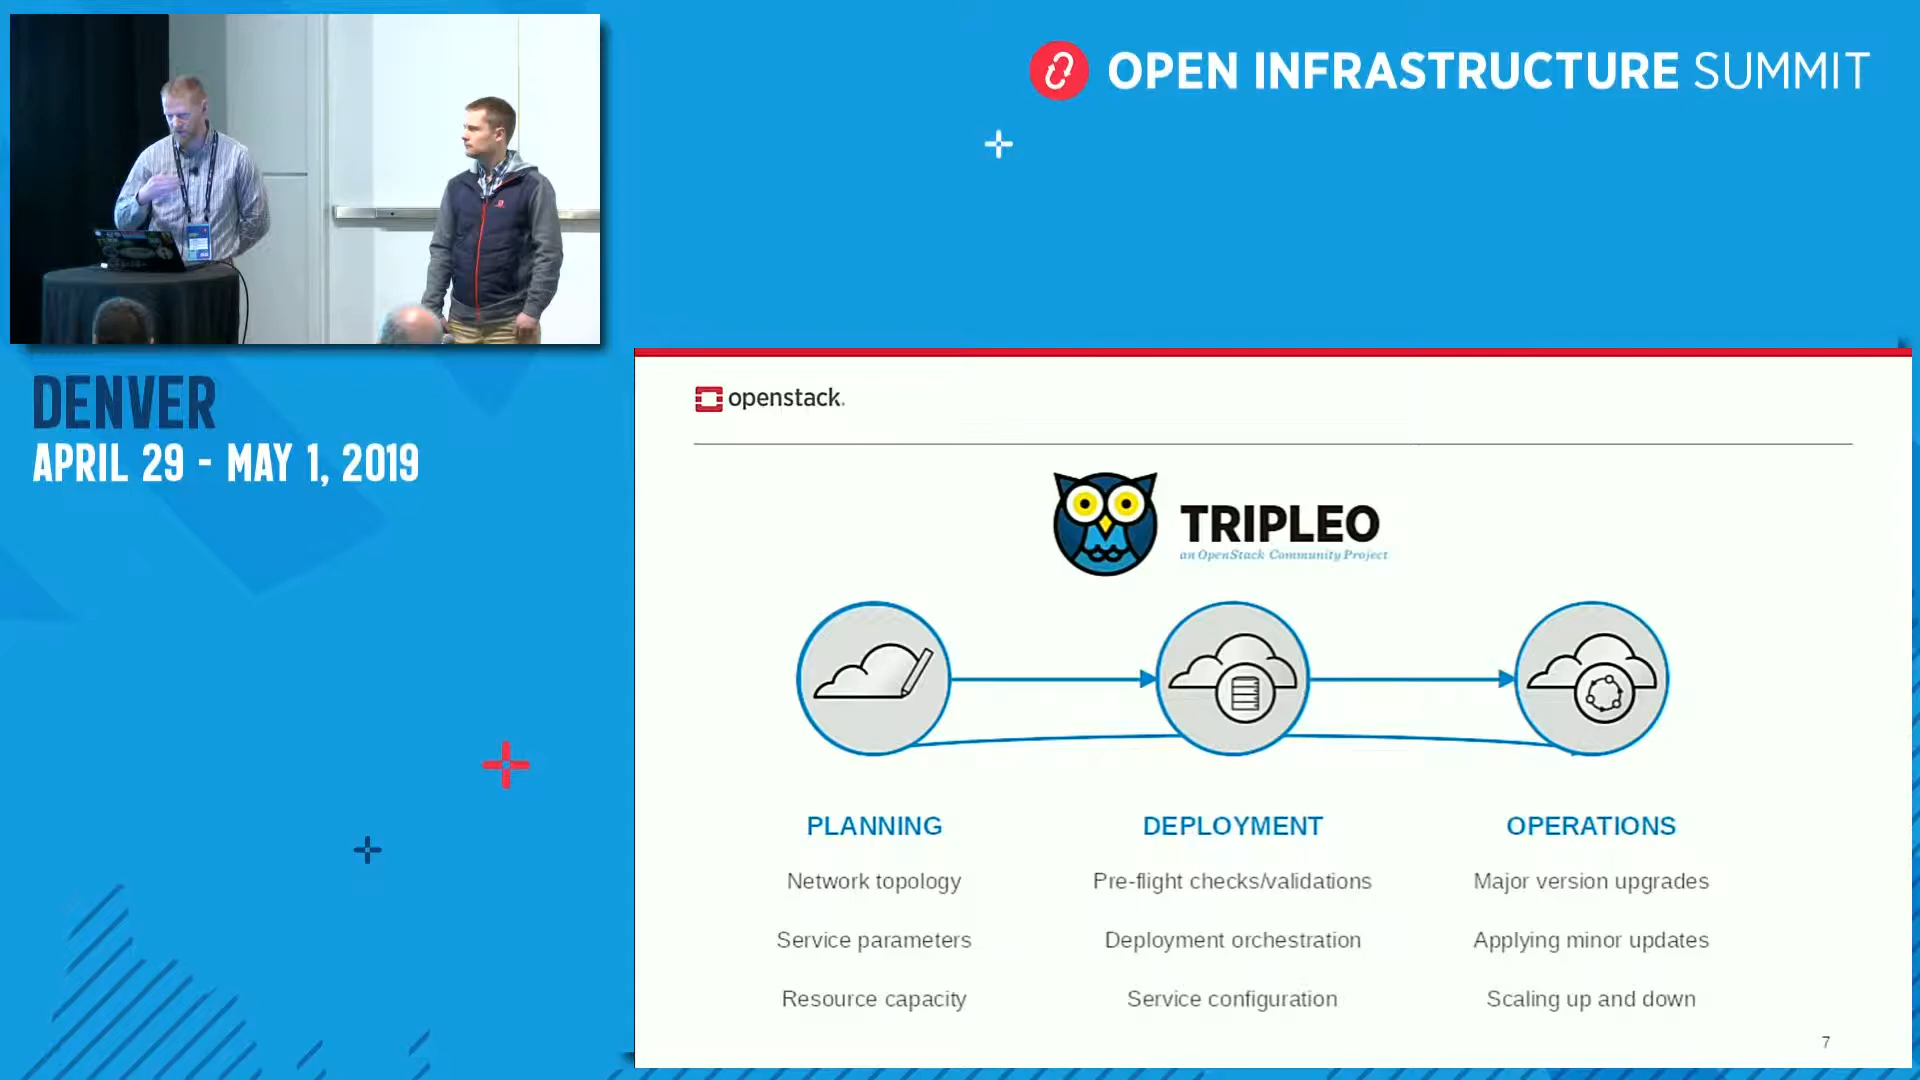 OPEN INFRASTRUCTURE SUMMIT
DENVER
APRIL 29 - MAY 1, 2019
openstack.
TRIPLEO
an OpenStack Community Project
PLANNING
Network topology
Service parameters
Resource capacity
DEPLOYMENT
Pre-flight checks/validations
Deployment orchestration
Service configuration
OPERATIONS
Major version upgrades
Applying minor updates
Scaling up and down
7